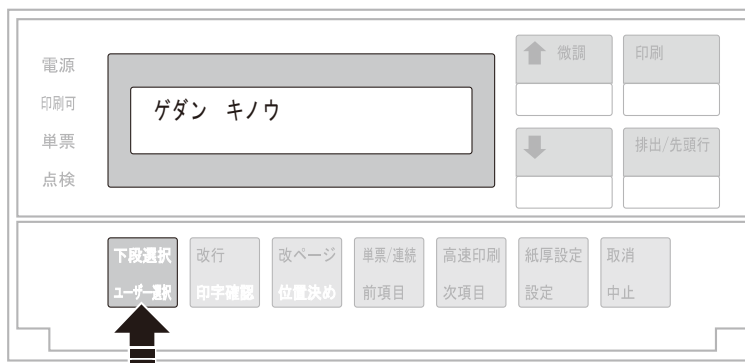 電源
印刷可
単票
点検
ゲダン キノウ
微調
印刷
排出/先頭行
下段選択
ユーザー選択
改行
印字確認
改ページ
位置決め
単票/連続
前項目
高速印刷
次項目
紙厚設定
設定
取消
中止